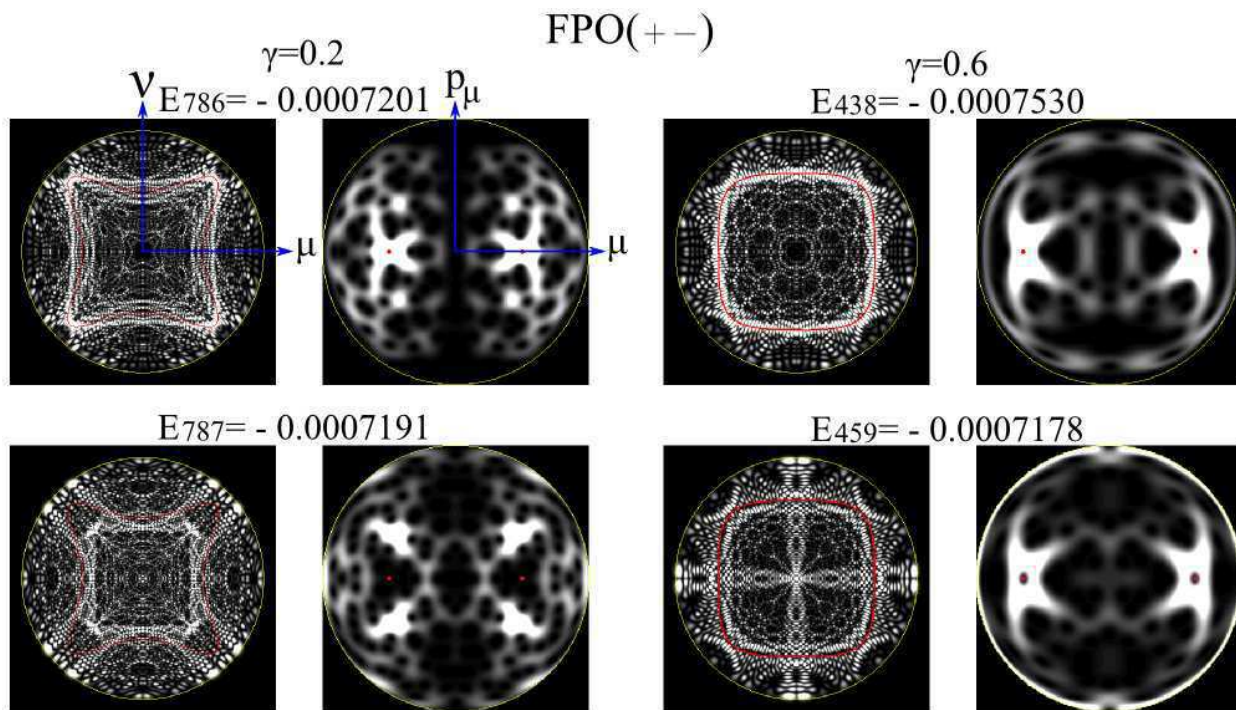 FPO(+ −)
γ=0.2
γ=0.6
E786= - 0.0007201
E438= - 0.0007530
ν
pμ
μ
μ
E787= - 0.0007191
E459= - 0.0007178